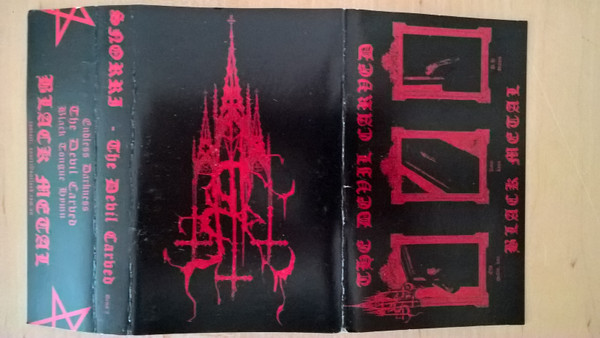 Endless Darkness
The Devil Carved
Black Tongue Hymn
BLACK METAL
SNORRI - The Devil Carved
THE DEVIL CARVED
BLACK METAL